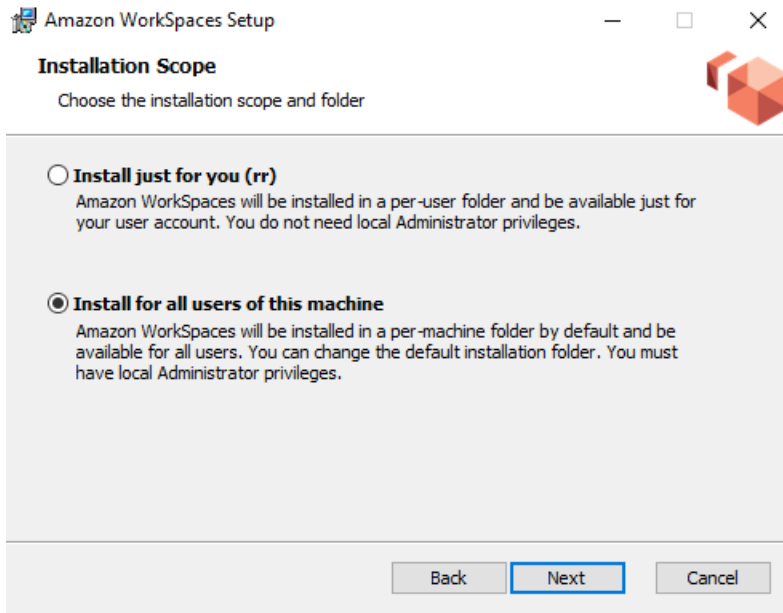 Amazon WorkSpaces Setup
Installation Scope
Choose the installation scope and folder
Install just for you (rr)
Amazon WorkSpaces will be installed in a per-user folder and be available just for
your user account. You do not need local Administrator privileges.
Install for all users of this machine
Amazon WorkSpaces will be installed in a per-machine folder by default and be
available for all users. You can change the default installation folder. You must
have local Administrator privileges.
Back
Next
Cancel